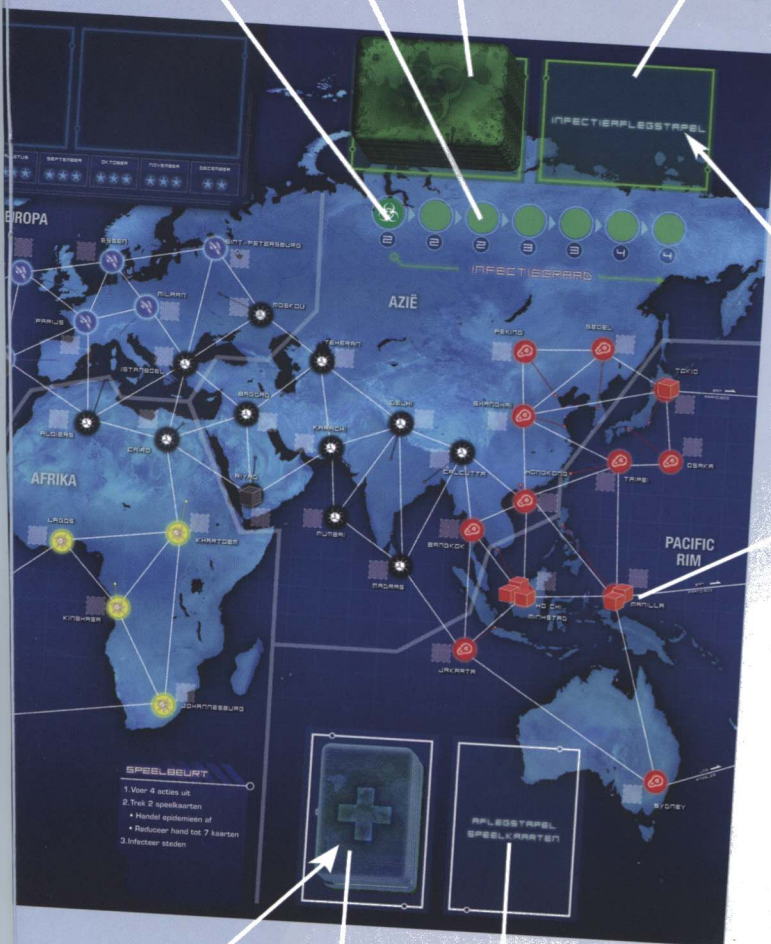 SEPTEMBER
OKTOBER
NOVEMBER
DECEMBER
INFECTIEAFLEGSTAPEL
2 2 2 3 3 4 4
INFECTIEGRAAD
EUROPA
ESSEN
SINT-PETERSBURG
MILAAN
PARIJS
MOSKOU
AZIË
ISTANBOEL
TEHERAN
PEKING
SEOEL
TOKIO
BAGDAD
DELHI
SHANGHAI
ALGIERS
CAIRO
KARACHI
CALCUTTA
HONGKONG
TAIPEI
OSAKA
AFRIKA
RIYAD
LAGOS
KHARTOEM
MUMBAI
BANGKOK
MADRAS
PACIFIC
RIM
KINSHASA
HO CHI
MINHSTAD
MANILLA
JAKARTA
JOHANNESBURG
SYDNEY
SPEELBEURT
1.Voer 4 acties uit
2.Trek 2 speelkaarten
• Handel epidemieën af
• Reduceer hand tot 7 kaarten
3.Infecteer steden
AFLEGSTAPEL
SPEELKAARTEN